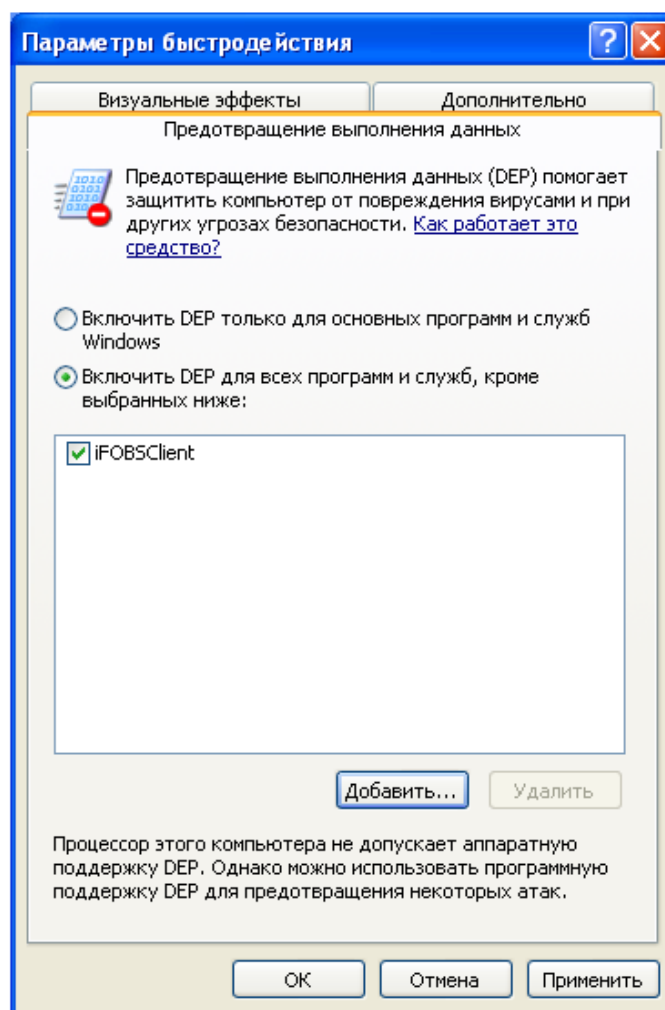 Параметры быстродействия
Визуальные эффекты
Дополнительно
Предотвращение выполнения данных
Предотвращение выполнения данных (DEP) помогает
защитить компьютер от повреждения вирусами и при
других угрозах безопасности. Как работает это
средство?
Включить DEP только для основных программ и служб
Windows
Включить DEP для всех программ и служб, кроме
выбранных ниже:
iFOBSClient
Добавить...
Удалить
Процессор этого компьютера не допускает аппаратную
поддержку DEP. Однако можно использовать программную
поддержку DEP для предотвращения некоторых атак.
ОК
Отмена
Применить